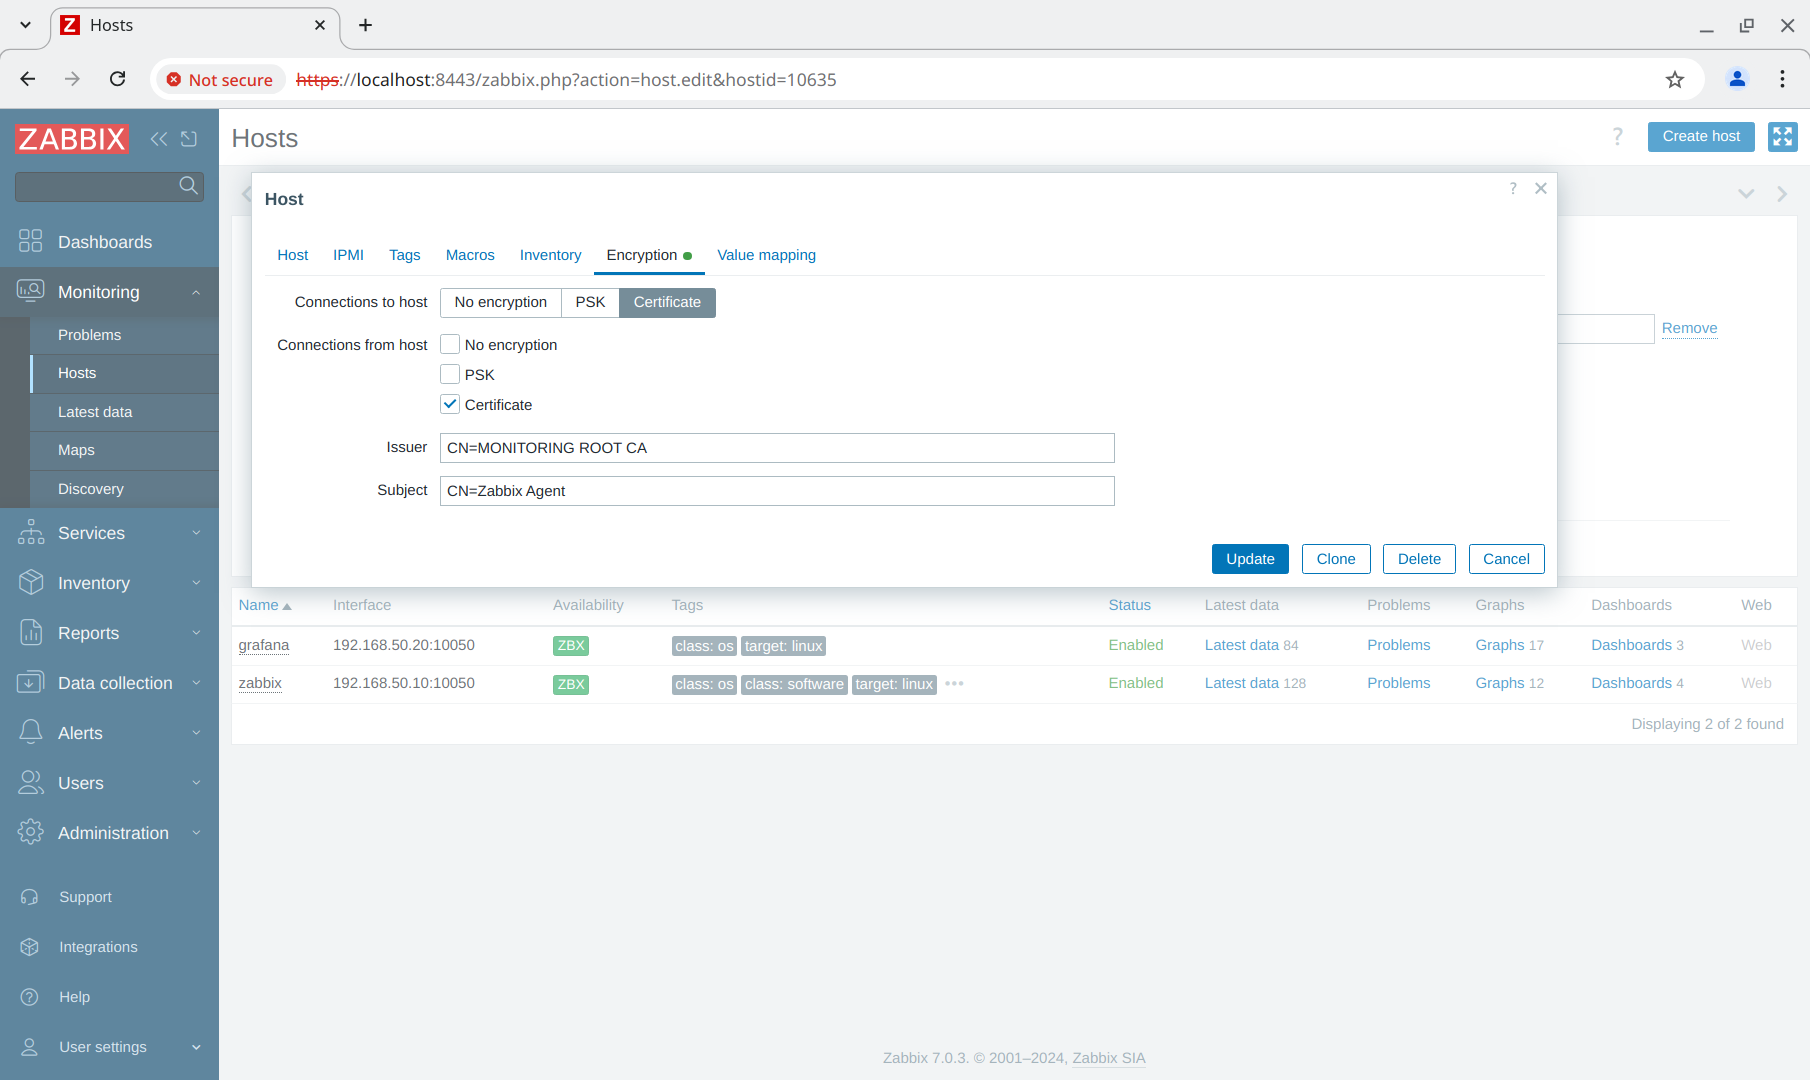 Hosts
Not secure https://localhost:8443/zabbix.php?action=host.edit&hostid=10635
ZABBIX
Hosts
?
Create host
Dashboards
Monitoring
Problems
Hosts
Latest data
Maps
Discovery
Services
Inventory
Reports
Data collection
Alerts
Users
Administration
Support
Integrations
Help
User settings
Host
?
Host IPMI Tags Macros Inventory Encryption Value mapping
Connections to host No encryption PSK Certificate
Connections from host No encryption
PSK
Certificate
Issuer CN=MONITORING ROOT CA
Subject CN=Zabbix Agent
Update Clone Delete Cancel
Remove
Name Interface Availability Tags Status Latest data Problems Graphs Dashboards Web
grafana 192.168.50.20:10050 ZBX class: os target: linux Enabled Latest data 84 Problems Graphs 17 Dashboards 3 Web
zabbix 192.168.50.10:10050 ZBX class: os class: software target: linux ••• Enabled Latest data 128 Problems Graphs 12 Dashboards 4 Web
Displaying 2 of 2 found
Zabbix 7.0.3. © 2001–2024, Zabbix SIA